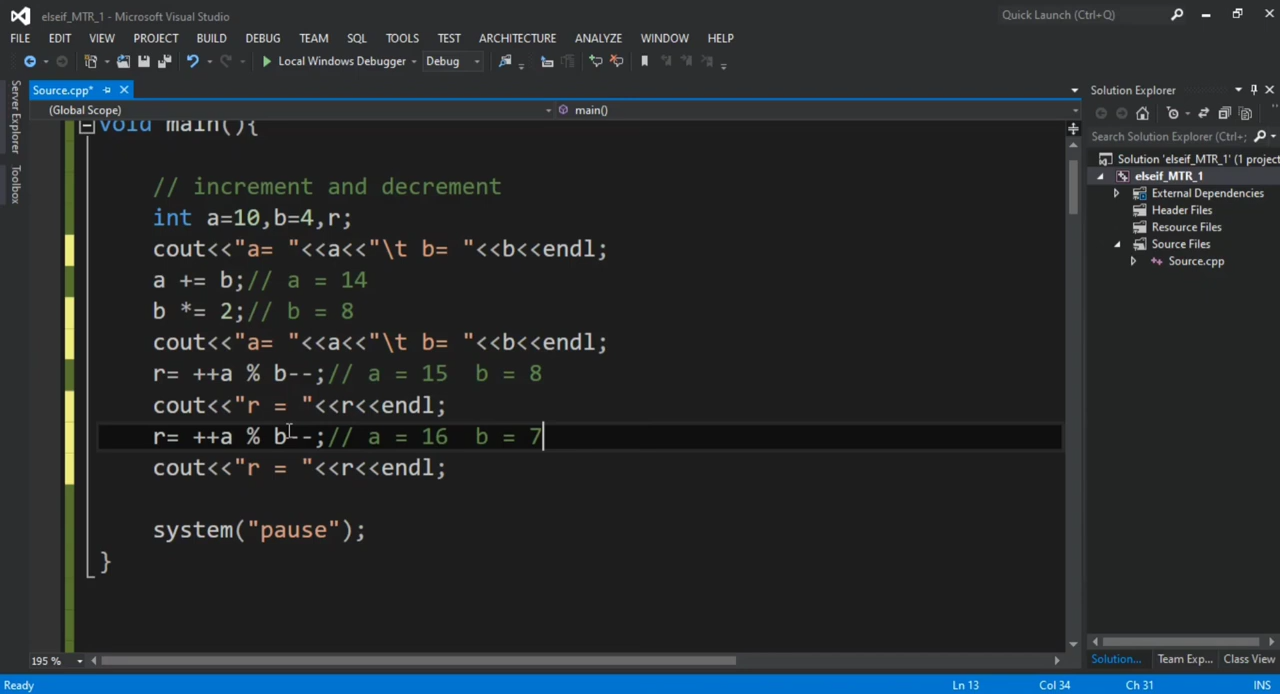 elseif_MTR_1 - Microsoft Visual Studio
Quick Launch (Ctrl+Q)
FILE EDIT VIEW PROJECT BUILD DEBUG TEAM SQL TOOLS TEST ARCHITECTURE ANALYZE WINDOW HELP
Local Windows Debugger Debug
Server Explorer
Toolbox
Source.cpp*
(Global Scope) main()
void main(){
// increment and decrement
int a=10,b=4,r;
cout<<"a= "<<a<<"\t b= "<<b<<endl;
a += b;// a = 14
b *= 2;// b = 8
cout<<"a= "<<a<<"\t b= "<<b<<endl;
r= ++a % b--;// a = 15  b = 8
cout<<"r = "<<r<<endl;
r= ++a % b--;// a = 16  b = 7
cout<<"r = "<<r<<endl;
system("pause");
}
195 %
Solution Explorer
Search Solution Explorer (Ctrl+;
Solution 'elseif_MTR_1' (1 project
elseif_MTR_1
External Dependencies
Header Files
Resource Files
Source Files
Source.cpp
Solution... Team Exp... Class View
Ready Ln 13 Col 34 Ch 31 INS